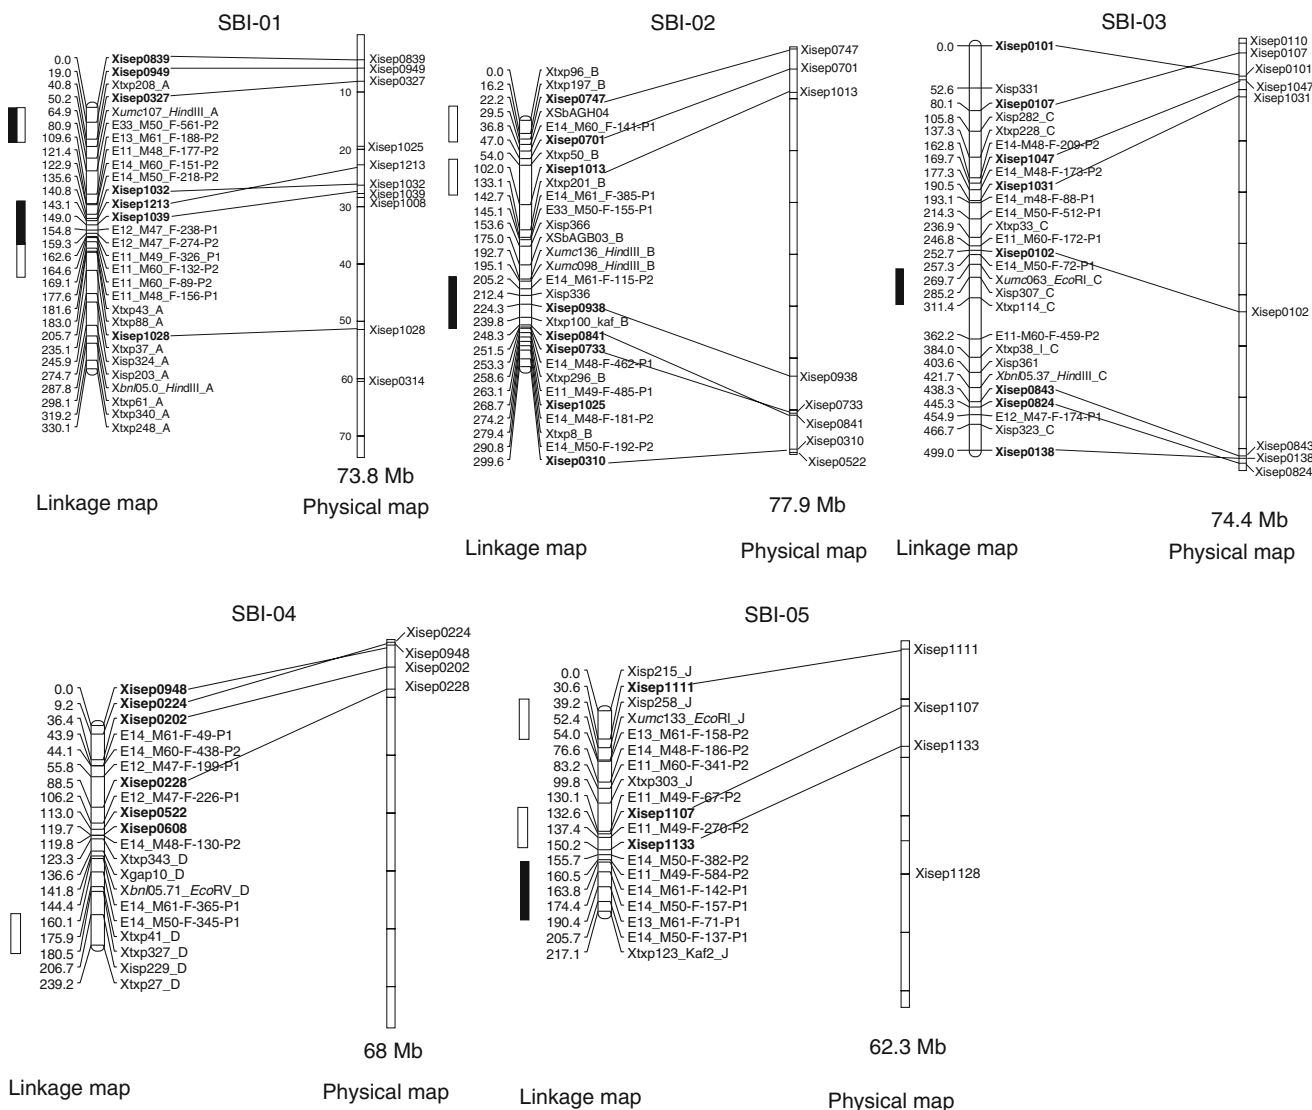 SBI-01
0.0 Xisep0839
19.0 Xisep0949
40.8 Xtxp208_A
50.2 Xisep0327
64.9 Xumc107_HindIII_A
80.9 E33_M50_F-561-P2
109.6 E13_M61_F-188-P2
121.4 E11_M48_F-177-P2
122.9 E14_M60_F-151-P2
135.6 E14_M50_F-218-P2
140.8 Xisep1032
143.1 Xisep1213
149.0 Xisep1039
154.8 E12_M47_F-238-P1
159.3 E12_M47_F-274-P2
162.6 E11_M49_F-326_P1
164.6 E11_M60_F-132-P2
169.1 E11_M60_F-89-P2
177.6 E11_M48_F-156-P1
181.6 Xtxp43_A
183.0 Xtxp88_A
205.7 Xisep1028
235.1 Xtxp37_A
245.9 Xisp324_A
274.7 Xisp203_A
287.8 Xbnl05.0_HindIII_A
298.1 Xtxp61_A
319.2 Xtxp340_A
330.1 Xtxp248_A
Xisep0839
Xisep0949
Xisep0327
10
20
Xisep1025
Xisep1213
Xisep1032
Xisep1039
30
Xisep1008
40
50
Xisep1028
60
Xisep0314
70
73.8 Mb
Linkage map
Physical map
SBI-02
0.0 Xtxp96_B
16.2 Xtxp197_B
22.2 Xisep0747
29.5 XSbAGH04
36.8 E14_M60_F-141-P1
47.0 Xisep0701
54.0 Xtxp50_B
102.0 Xisep1013
133.1 Xtxp201_B
142.7 E14_M61_F-385-P1
145.1 E33_M50-F-155-P1
153.6 Xisp366
175.0 XSbAGB03_B
192.7 Xumc136_HindIII_B
195.1 Xumc098_HindIII_B
205.2 E14_M61-F-115-P2
212.4 Xisp336
224.3 Xisep0938
239.8 Xtxp100_kaf_B
248.3 Xisep0841
251.5 Xisep0733
253.3 E14_M48-F-462-P1
258.6 Xtxp296_B
263.1 E11_M49-F-485-P1
268.7 Xisep1025
274.2 E14_M48-F-181-P2
279.4 Xtxp8_B
290.8 E14_M50-F-192-P2
299.6 Xisep0310
Xisep0747
Xisep0701
Xisep1013
Xisep0938
Xisep0733
Xisep0841
Xisep0310
Xisep0522
77.9 Mb
Linkage map
Physical map
SBI-03
0.0 Xisep0101
52.6 Xisp331
80.1 Xisep0107
105.8 Xisp282_C
137.3 Xtxp228_C
162.8 E14-M48-F-209-P2
169.7 Xisep1047
177.3 E14_M48-F-173-P2
190.5 Xisep1031
193.1 E14_m48-F-88-P1
214.3 E14_M50-F-512-P1
236.9 Xtxp33_C
246.8 E11_M60-F-172-P1
252.7 Xisep0102
257.3 E14_M50-F-72-P1
269.7 Xumc063_EcoRI_C
285.2 Xisp307_C
311.4 Xtxp114_C
362.2 E11-M60-F-459-P2
384.0 Xtxp38_I_C
403.6 Xisp361
421.7 Xbnl05.37_HindIII_C
438.3 Xisep0843
445.3 Xisep0824
454.9 E12_M47-F-174-P1
466.7 Xisp323_C
499.0 Xisep0138
Xisep0110
Xisep0107
Xisep0101
Xisep1047
Xisep1031
Xisep0102
Xisep0843
Xisep0138
Xisep0824
74.4 Mb
Linkage map
Physical map
SBI-04
0.0 Xisep0948
9.2 Xisep0224
36.4 Xisep0202
43.9 E14_M61-F-49-P1
44.1 E14_M60-F-438-P2
55.8 E12_M47-F-199-P1
88.5 Xisep0228
106.2 E12_M47-F-226-P1
113.0 Xisep0522
119.7 Xisep0608
119.8 E14_M48-F-130-P2
123.3 Xtxp343_D
136.6 Xgap10_D
141.8 Xbnl05.71_EcoRV_D
144.4 E14_M61-F-365-P1
160.1 E14_M50-F-345-P1
175.9 Xtxp41_D
180.5 Xtxp327_D
206.7 Xisp229_D
239.2 Xtxp27_D
Xisep0224
Xisep0948
Xisep0202
Xisep0228
68 Mb
Linkage map
Physical map
SBI-05
0.0 Xisp215_J
30.6 Xisep1111
39.2 Xisp258_J
52.4 Xumc133_EcoRI_J
54.0 E13_M61-F-158-P2
76.6 E14_M48-F-186-P2
83.2 E11_M60-F-341-P2
99.8 Xtxp303_J
130.1 E11_M49-F-67-P2
132.6 Xisep1107
137.4 E11_M49-F-270-P2
150.2 Xisep1133
155.7 E14_M50-F-382-P2
160.5 E11_M49-F-584-P2
163.8 E14_M61-F-142-P1
174.4 E14_M50-F-157-P1
190.4 E13_M61-F-71-P1
205.7 E14_M50-F-137-P1
217.1 Xtxp123_Kaf2_J
Xisep1111
Xisep1107
Xisep1133
Xisep1128
62.3 Mb
Linkage map
Physical map